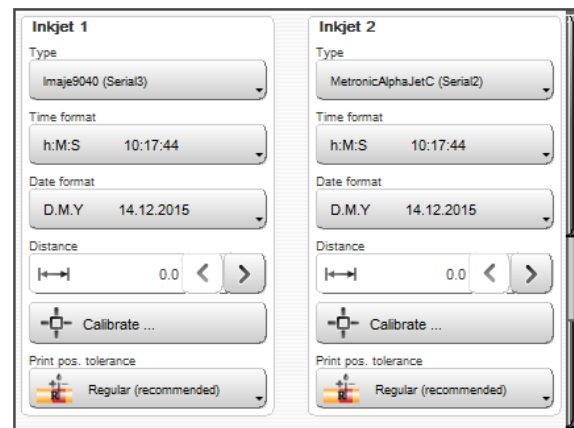 Inkjet 1
Type
Imaje9040 (Serial3)
Time format
h:M:S 10:17:44
Date format
D.M.Y 14.12.2015
Distance
0.0
Calibrate ...
Print pos. tolerance
R
Regular (recommended)
Inkjet 2
Type
MetronicAlphaJetC (Serial2)
Time format
h:M:S 10:17:44
Date format
D.M.Y 14.12.2015
Distance
0.0
Calibrate ...
Print pos. tolerance
R
Regular (recommended)